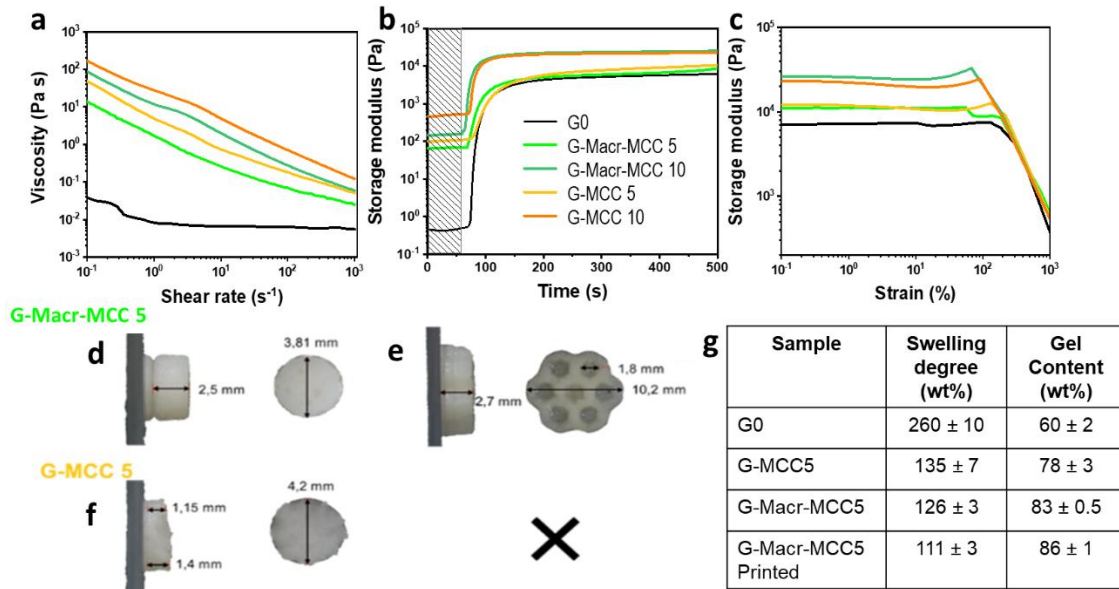 a
10³
10²
10¹
10⁰
10⁻¹
10⁻²
10⁻³
Viscosity (Pa s)
10⁻¹ 10⁰ 10¹ 10² 10³
Shear rate (s⁻¹)
b
10⁵
10⁴
10³
10²
10¹
10⁰
10⁻¹
Storage modulus (Pa)
G0
G-Macr-MCC 5
G-Macr-MCC 10
G-MCC 5
G-MCC 10
0 100 200 300 400 500
Time (s)
c
10⁵
10⁴
10³
Storage modulus (Pa)
10⁻¹ 10⁰ 10¹ 10² 10³
Strain (%)
G-Macr-MCC 5
d
2,5 mm
3,81 mm
e
2,7 mm
1,8 mm
10,2 mm
G-MCC 5
f
1,15 mm
1,4 mm
4,2 mm
g
Sample Swelling degree (wt%) Gel Content (wt%)
G0 260 ± 10 60 ± 2
G-MCC5 135 ± 7 78 ± 3
G-Macr-MCC5 126 ± 3 83 ± 0.5
G-Macr-MCC5 Printed 111 ± 3 86 ± 1